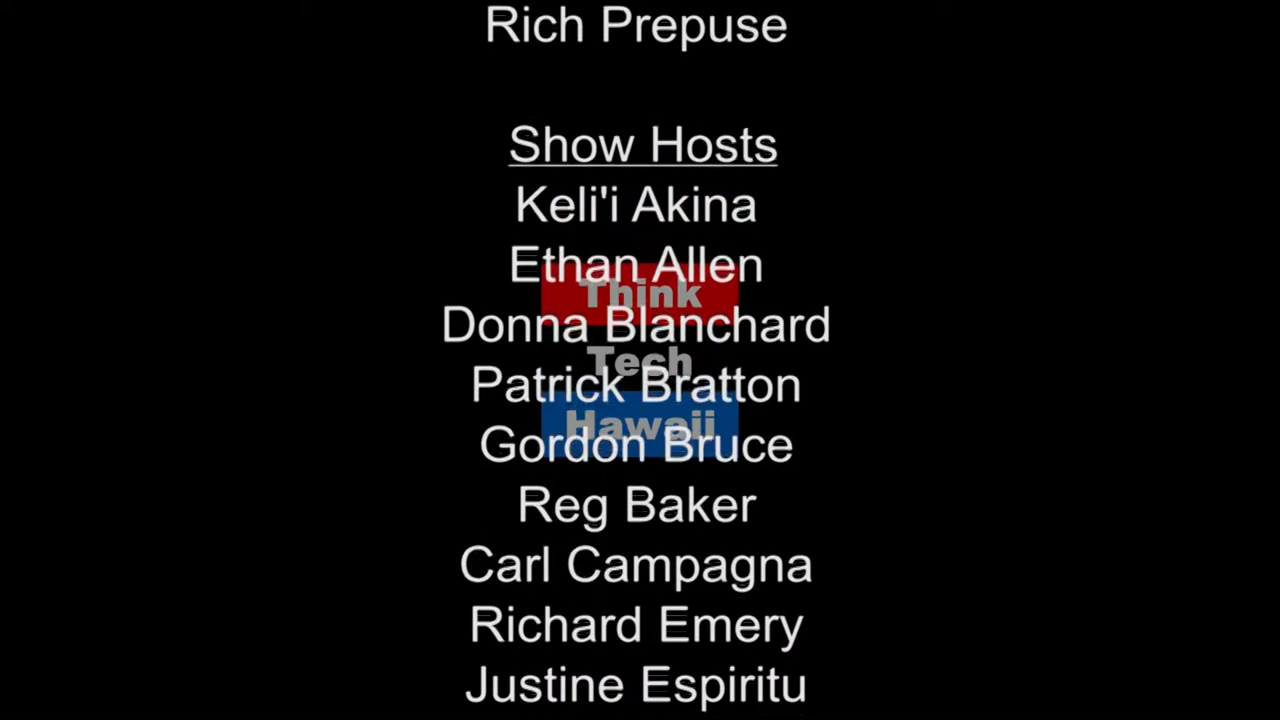 Rich Prepuse
Show Hosts
Keli'i Akina
Ethan Allen
Think
Donna Blanchard
Tech
Patrick Bratton
Hawaii
Gordon Bruce
Reg Baker
Carl Campagna
Richard Emery
Justine Espiritu